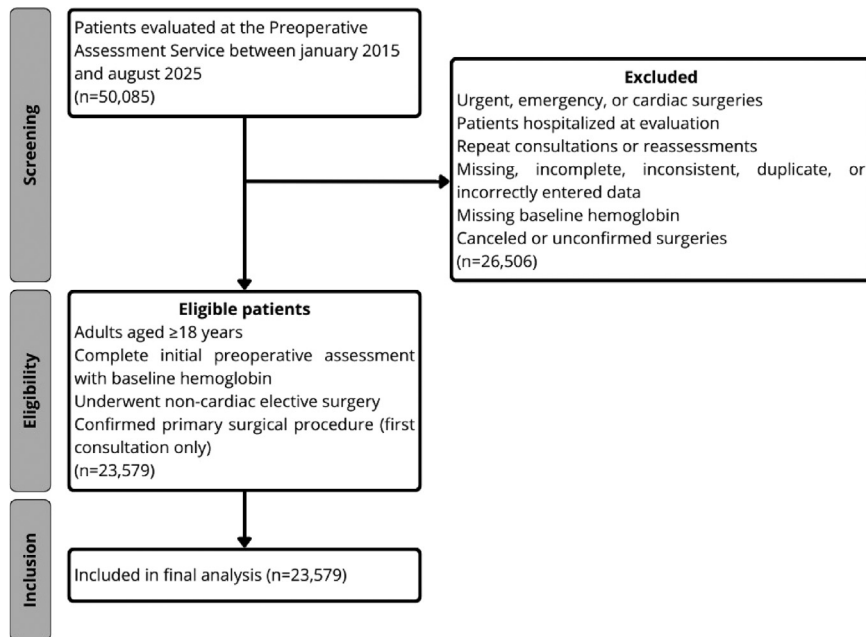 Screening
Patients evaluated at the Preoperative
Assessment Service between january 2015
and august 2025
(n=50,085)
Excluded
Urgent, emergency, or cardiac surgeries
Patients hospitalized at evaluation
Repeat consultations or reassessments
Missing, incomplete, inconsistent, duplicate, or
incorrectly entered data
Missing baseline hemoglobin
Canceled or unconfirmed surgeries
(n=26,506)
Eligibility
Eligible patients
Adults aged ≥18 years
Complete initial preoperative assessment
with baseline hemoglobin
Underwent non-cardiac elective surgery
Confirmed primary surgical procedure (first
consultation only)
(n=23,579)
Inclusion
Included in final analysis (n=23,579)